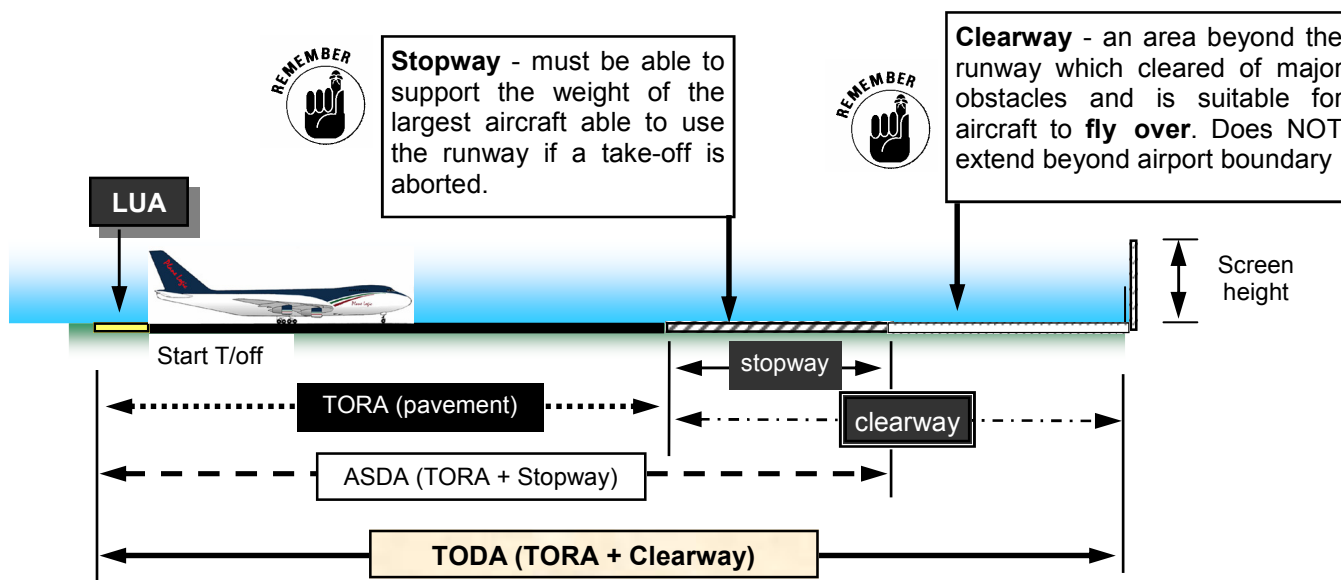 REMEMBER
Stopway - must be able to
support the weight of the
largest aircraft able to use
the runway if a take-off is
aborted.
REMEMBER
Clearway - an area beyond the
runway which cleared of major
obstacles and is suitable for
aircraft to fly over. Does NOT
extend beyond airport boundary
LUA
Screen
height
Start T/off
stopway
TORA (pavement)
clearway
ASDA (TORA + Stopway)
TODA (TORA + Clearway)